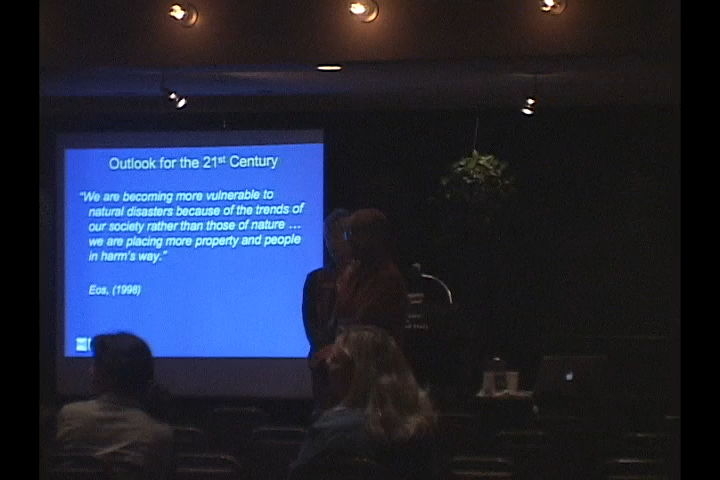 Outlook for the 21st Century
“We are becoming more vulnerable to
natural disasters because of the trends of
our society rather than those of nature ...
we are placing more property and people
in harm’s way.”
Eos, (1998)